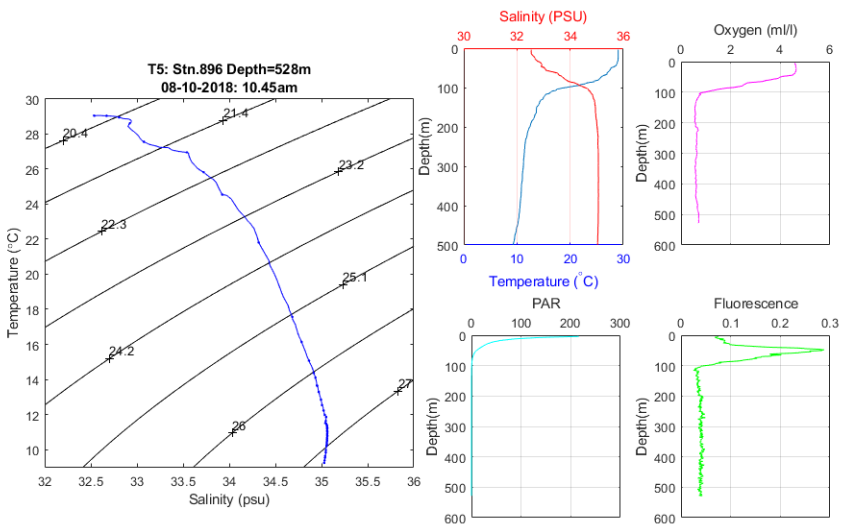 T5: Stn.896 Depth=528m
08-10-2018: 10.45am
30
28
26
24
22
20
18
16
14
12
10
Temperature (°C)
20.4
21.4
22.3
23.2
24.2
25.1
26
27
32 32.5 33 33.5 34 34.5 35 35.5 36
Salinity (psu)
Salinity (PSU)
30 32 34 36
0
100
200
300
400
500
Depth(m)
0 10 20 30
Temperature (°C)
Oxygen (ml/l)
0 2 4 6
0
100
200
300
400
500
600
Depth(m)
PAR
0 100 200 300
0
100
200
300
400
500
600
Depth(m)
Fluorescence
0 0.1 0.2 0.3
0
100
200
300
400
500
600
Depth(m)